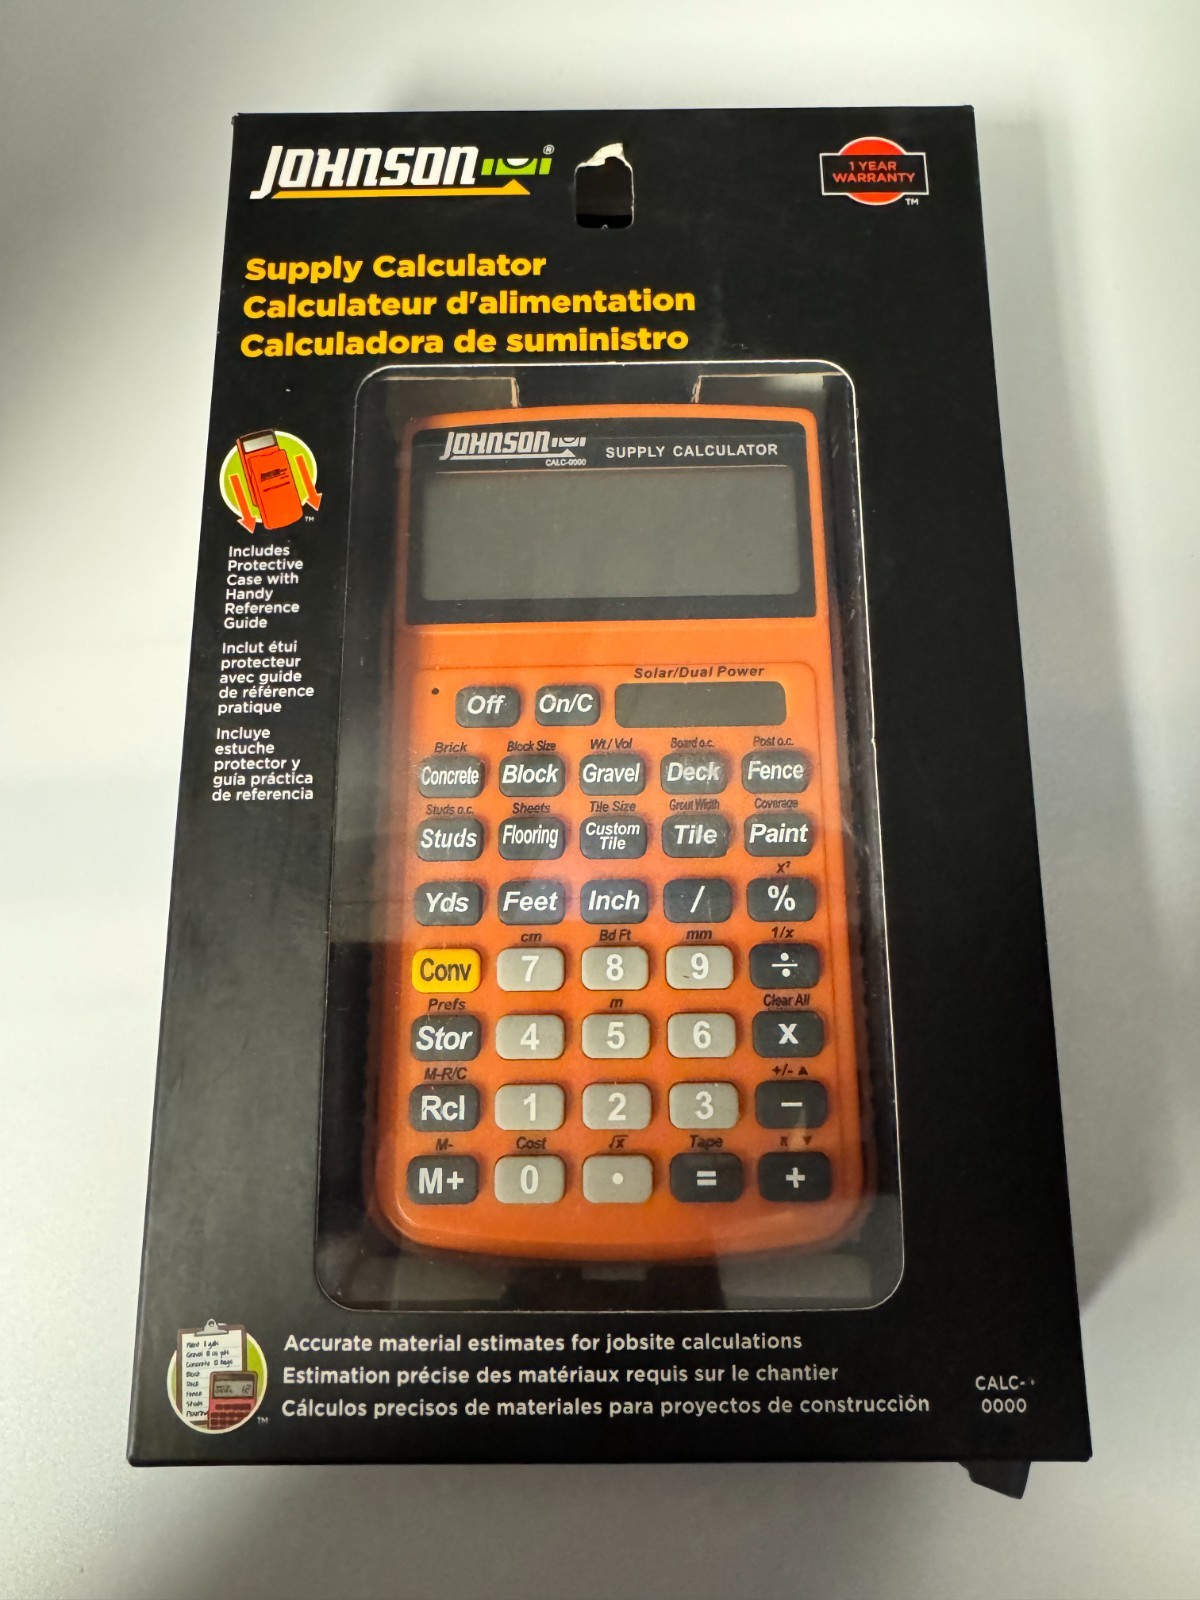 JOHNSON®
1 YEAR
WARRANTY
TM
Supply Calculator
Calculateur d'alimentation
Calculadora de suministro
JOHNSON
CALC-0000
SUPPLY CALCULATOR
TM
Includes
Protective
Case with
Handy
Reference
Guide
Inclut étui
protecteur
avec guide
de référence
pratique
Incluye
estuche
protector y
guía práctica
de referencia
Solar/Dual Power
Off On/C
Brick Block Size Wt/Vol Board o.c. Post o.c.
Concrete Block Gravel Deck Fence
Studs o.c. Sheets Tile Size Grout Width Coverage
Studs Flooring Custom Tile Tile Paint
x²
Yds Feet Inch / %
cm Bd Ft mm 1/x
Conv 7 8 9 ÷
Prefs m Clear All
Stor 4 5 6 x
M-R/C +/- ▲
Rcl 1 2 3 −
M- Cost √x Tape π ▼
M+ 0 • = +
Accurate material estimates for jobsite calculations
Estimation précise des matériaux requis sur le chantier
Cálculos precisos de materiales para proyectos de construcción
TM
CALC-
0000